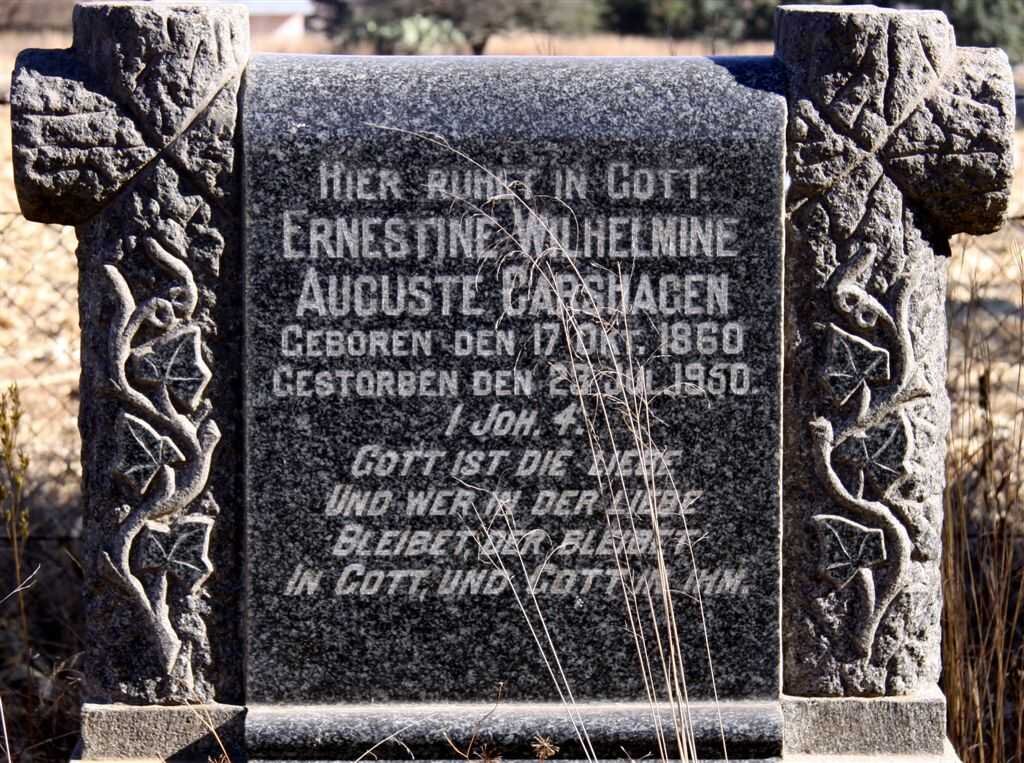 HIER RUHET IN GOTT
ERNESTINE WILHELMINE
AUGUSTE GARSHAGEN
GEBOREN DEN 17. OKT. 1860
GESTORBEN DEN JUL. 1950.
I JOH. 4.
GOTT IST DIE LIEBE
UND WER IN DER LIEBE
BLEIBET, DER BLEIBET
IN GOTT, UND GOTT IN IHM.